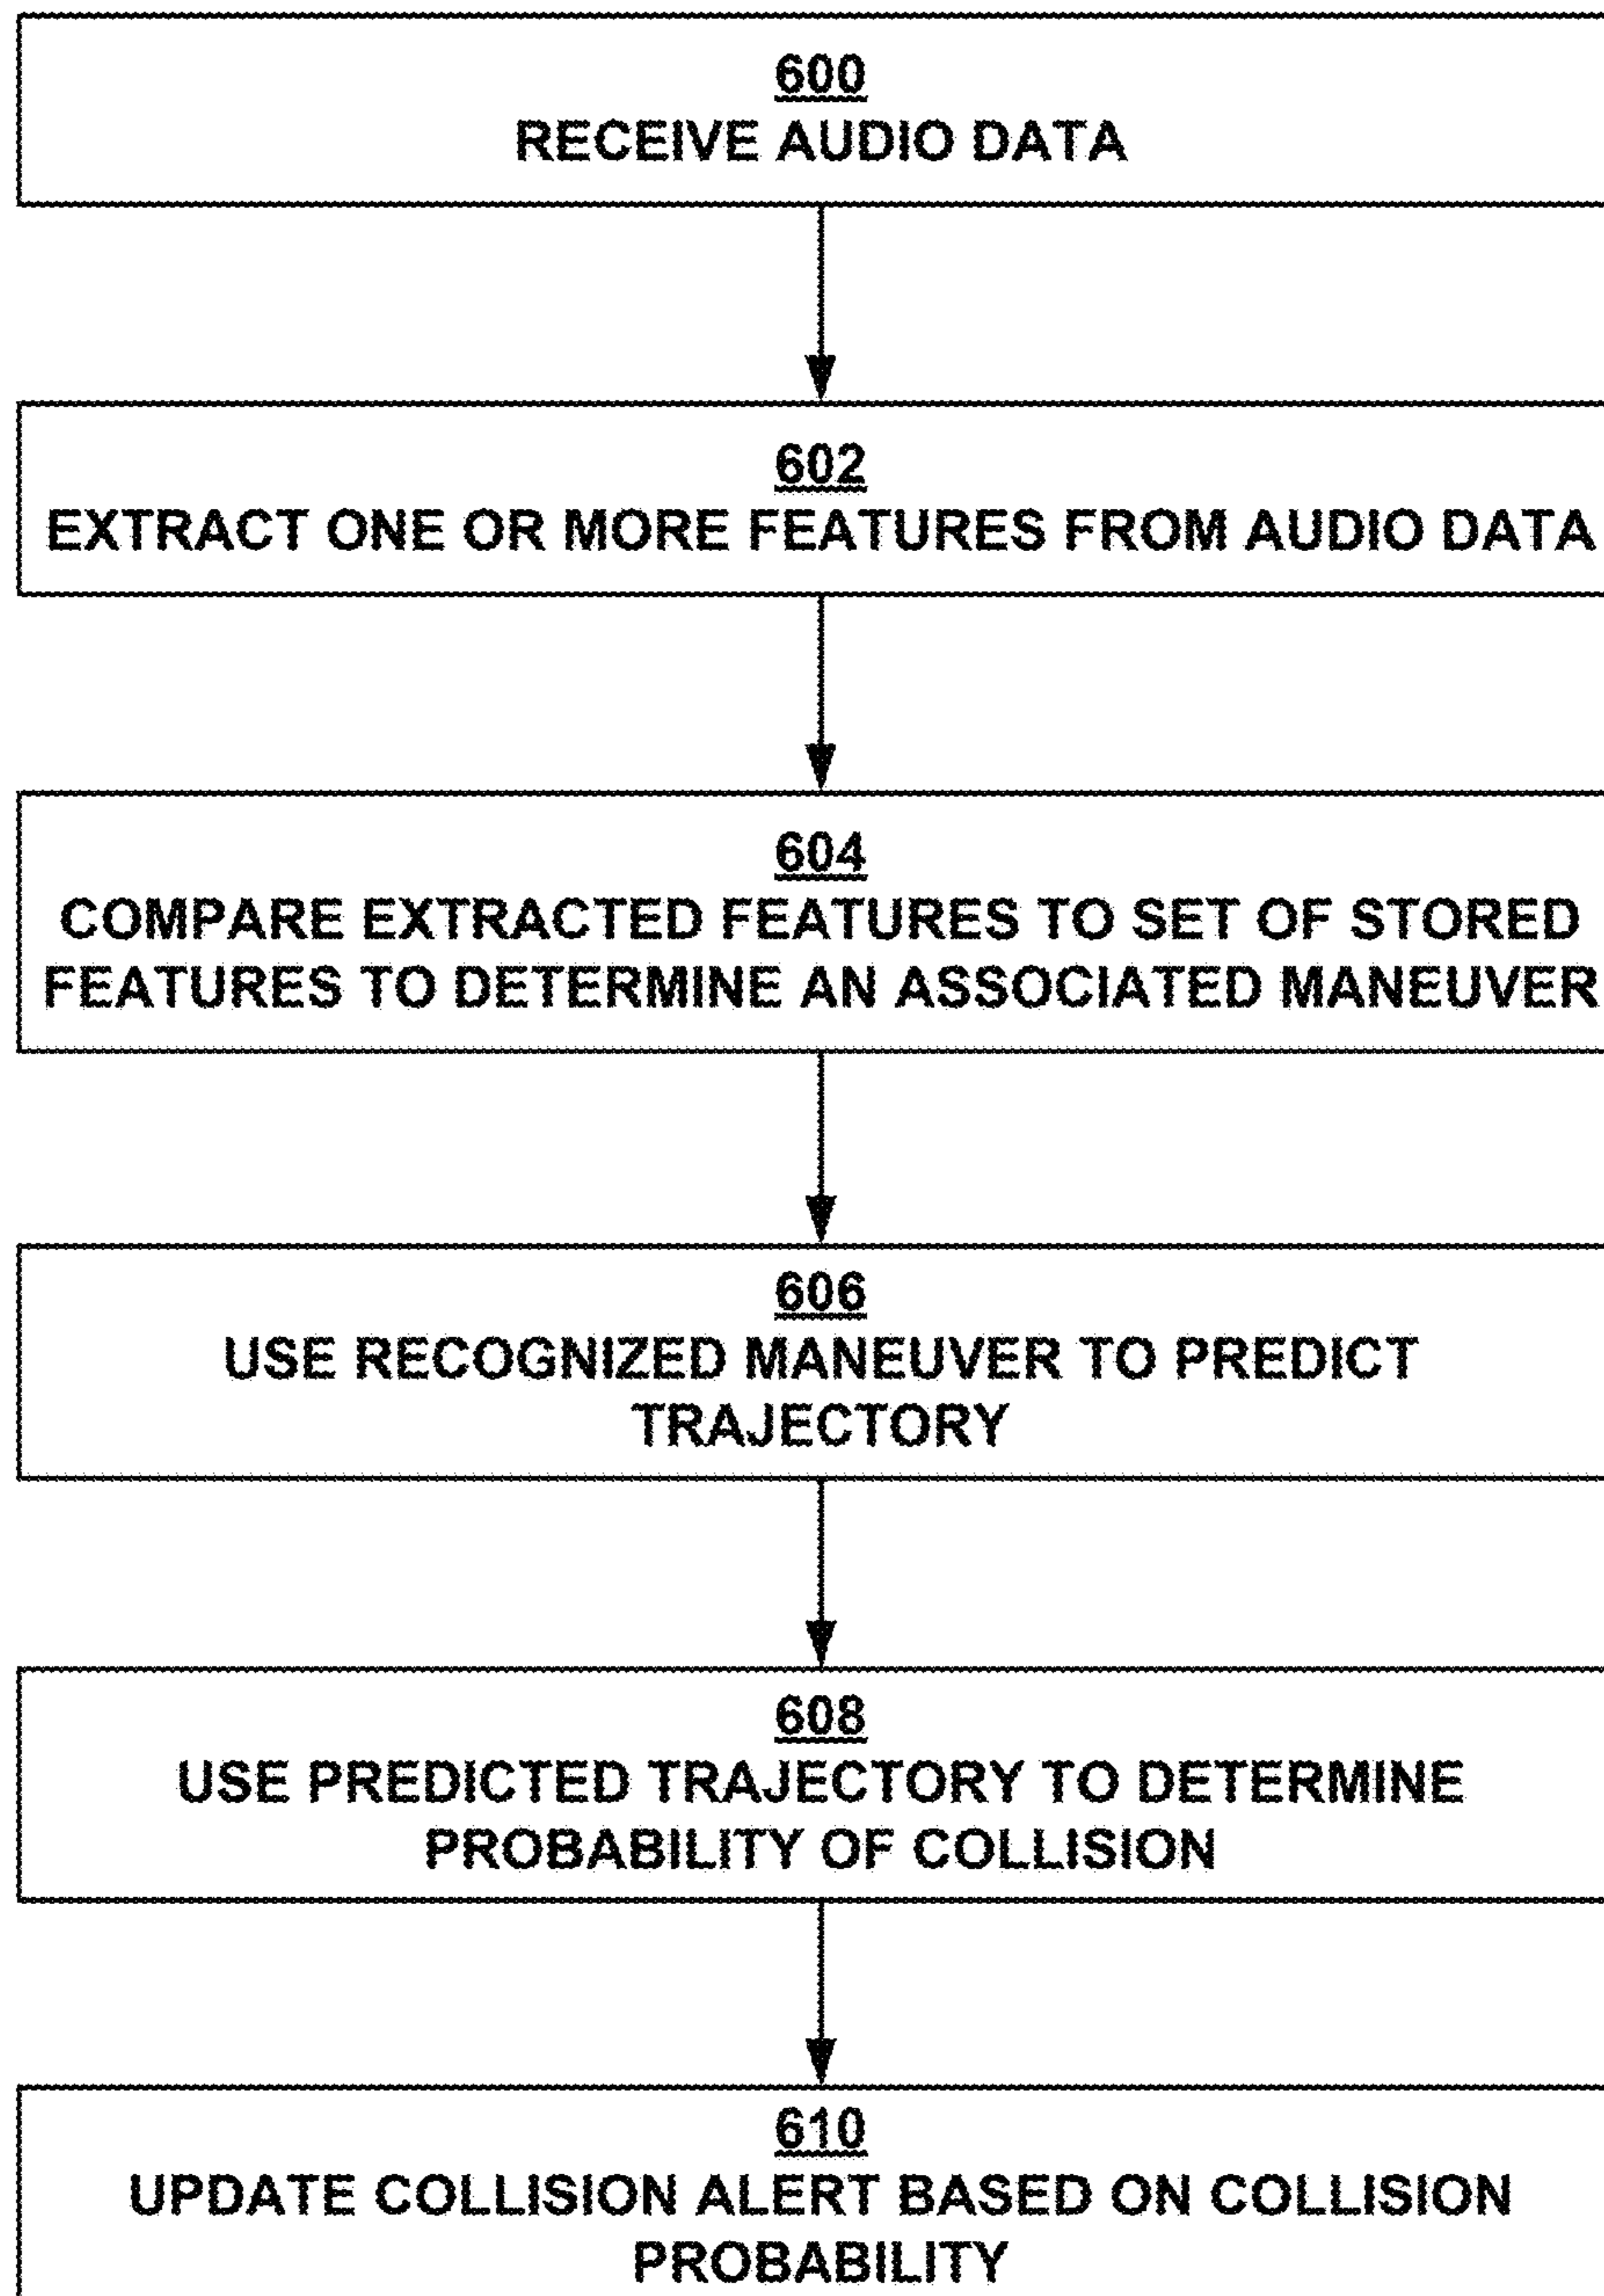 600
RECEIVE AUDIO DATA
602
EXTRACT ONE OR MORE FEATURES FROM AUDIO DATA
604
COMPARE EXTRACTED FEATURES TO SET OF STORED
FEATURES TO DETERMINE AN ASSOCIATED MANEUVER
606
USE RECOGNIZED MANEUVER TO PREDICT
TRAJECTORY
608
USE PREDICTED TRAJECTORY TO DETERMINE
PROBABILITY OF COLLISION
610
UPDATE COLLISION ALERT BASED ON COLLISION
PROBABILITY